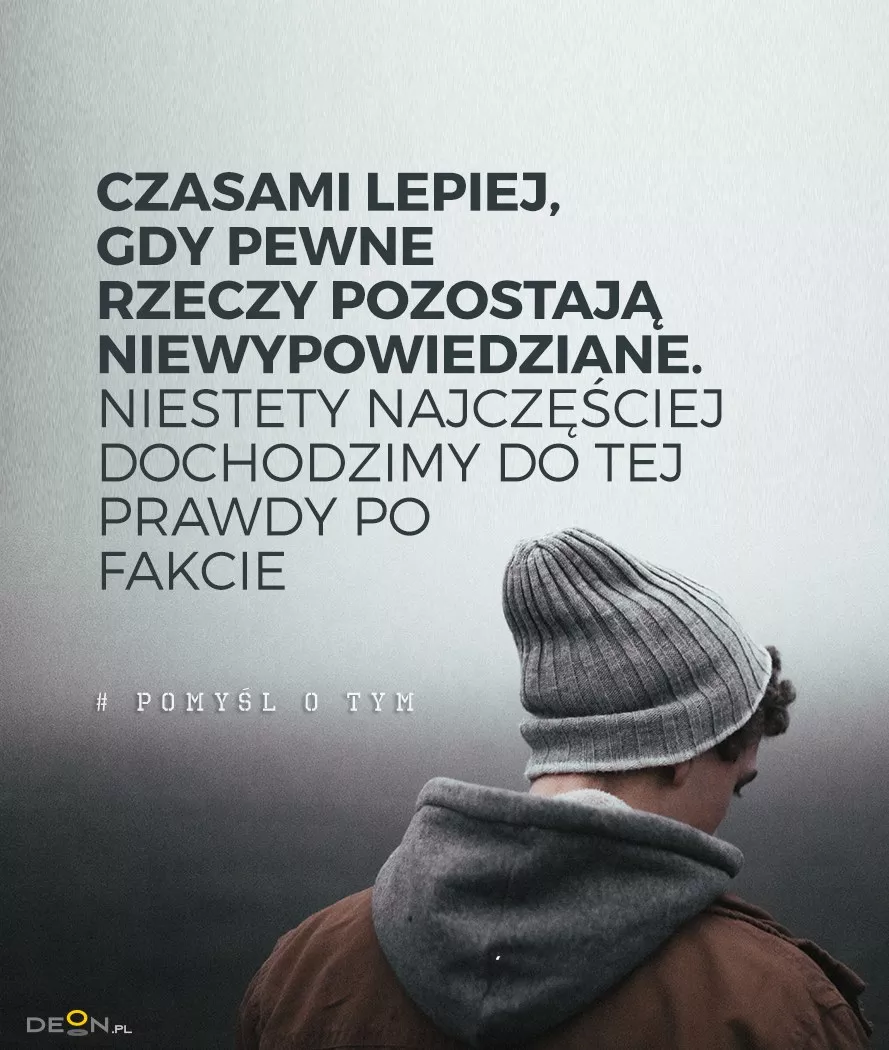 CZASAMI LEPIEJ,
GDY PEWNE
RZECZY POZOSTAJĄ
NIEWYPOWIEDZIANE.
NIESTETY NAJCZĘŚCIEJ
DOCHODZIMY DO TEJ
PRAWDY PO
FAKCIE
# POMYŚL O TYM
DEON.PL